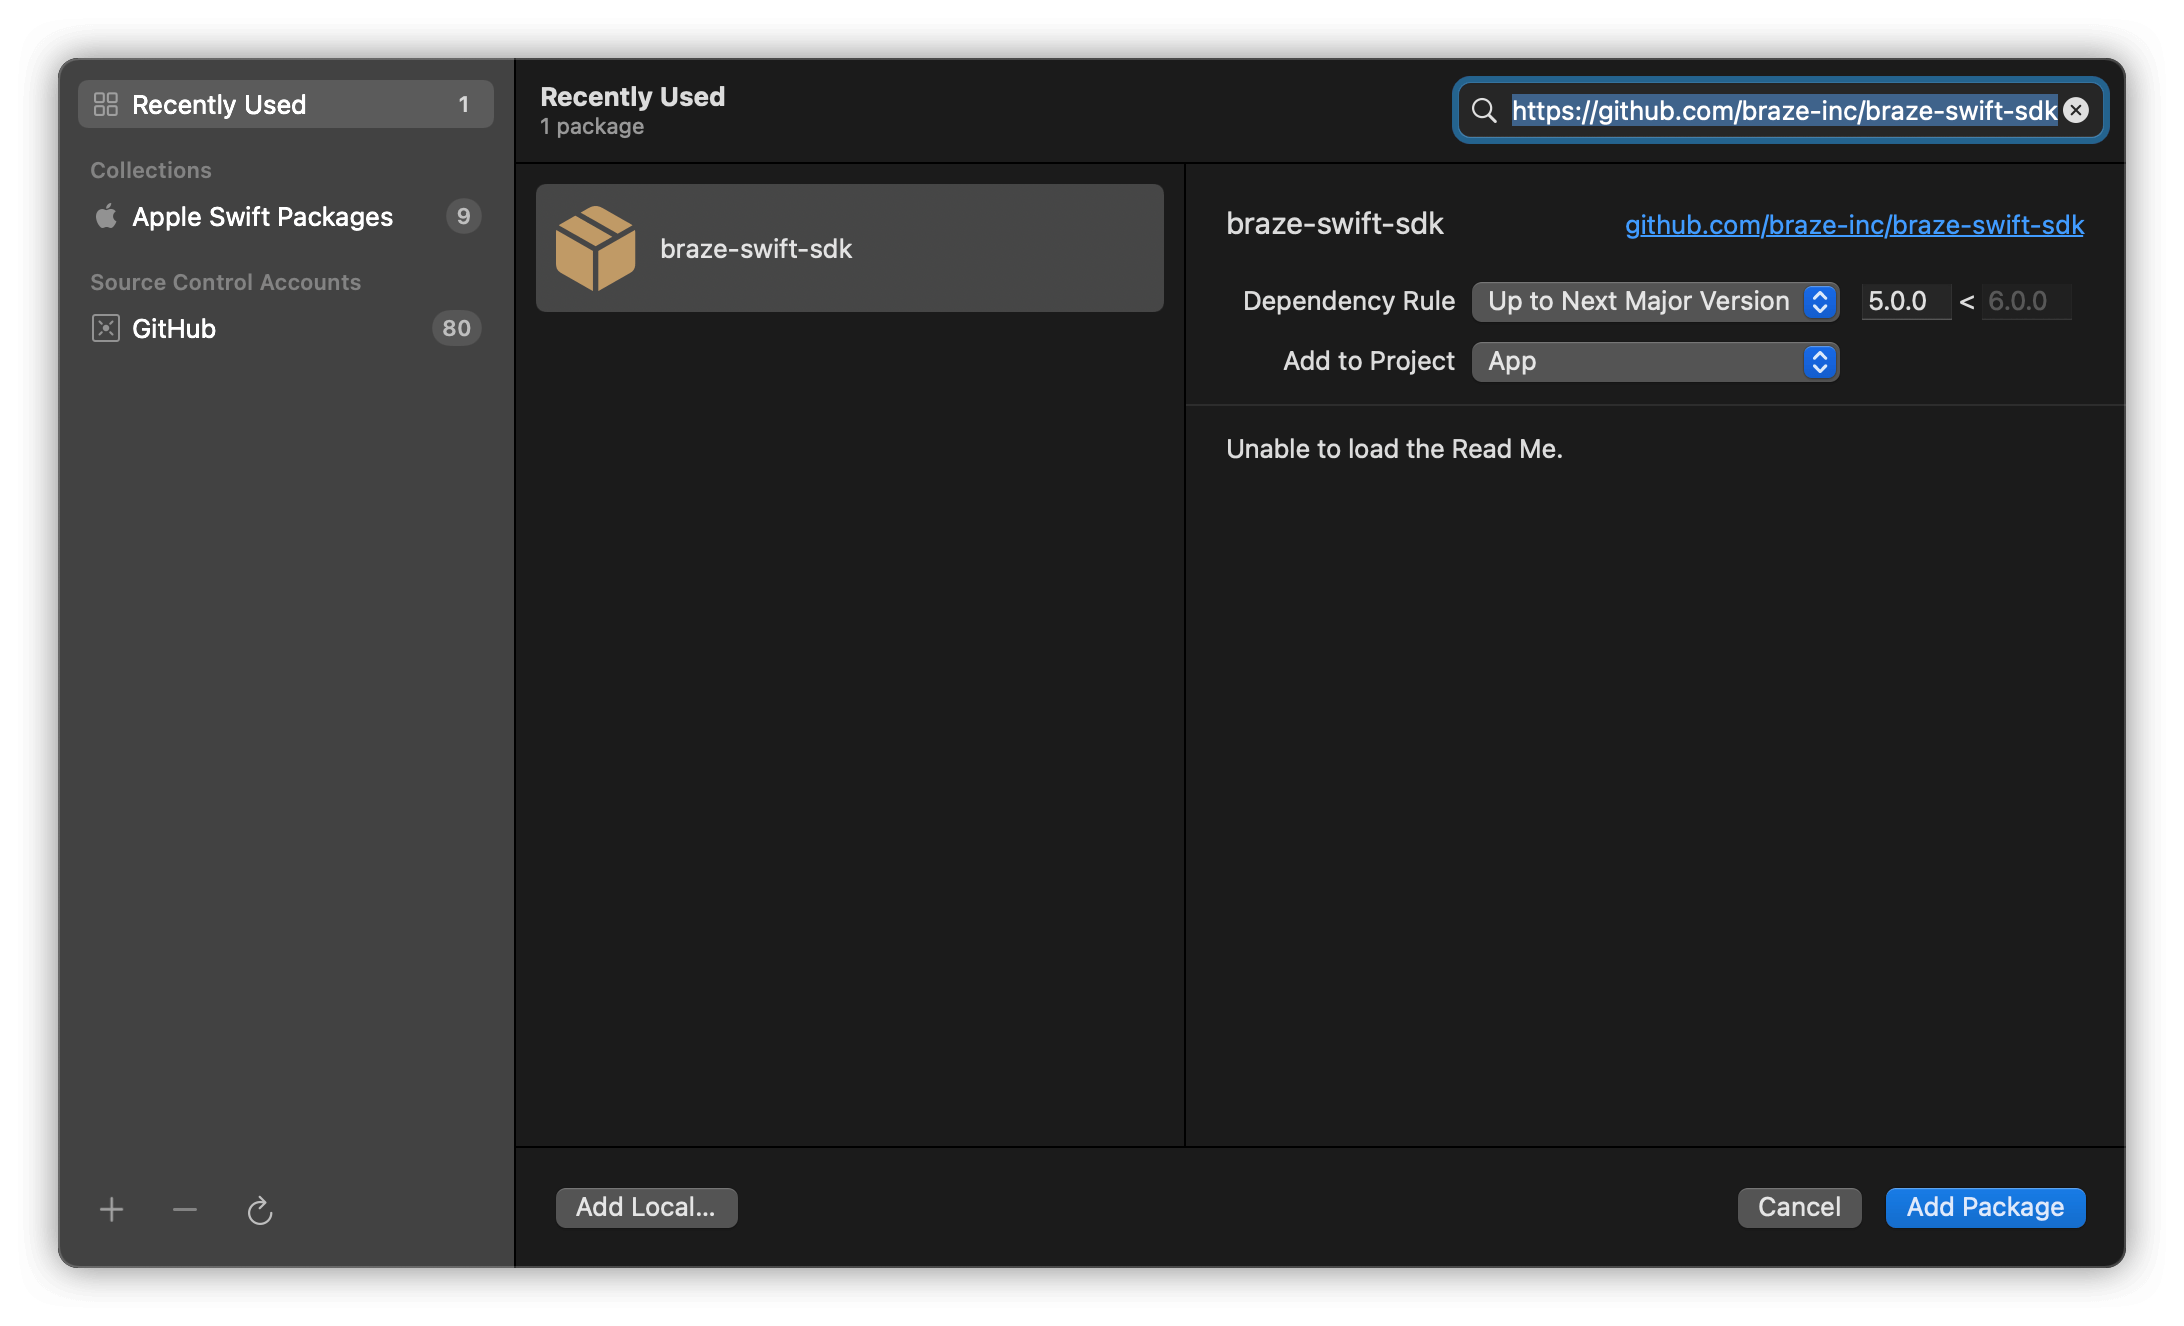 Recently Used 1
Collections
Apple Swift Packages 9
Source Control Accounts
GitHub 80
Recently Used
1 package
https://github.com/braze-inc/braze-swift-sdk
braze-swift-sdk
braze-swift-sdk github.com/braze-inc/braze-swift-sdk
Dependency Rule Up to Next Major Version 5.0.0 < 6.0.0
Add to Project App
Unable to load the Read Me.
Add Local... Cancel Add Package